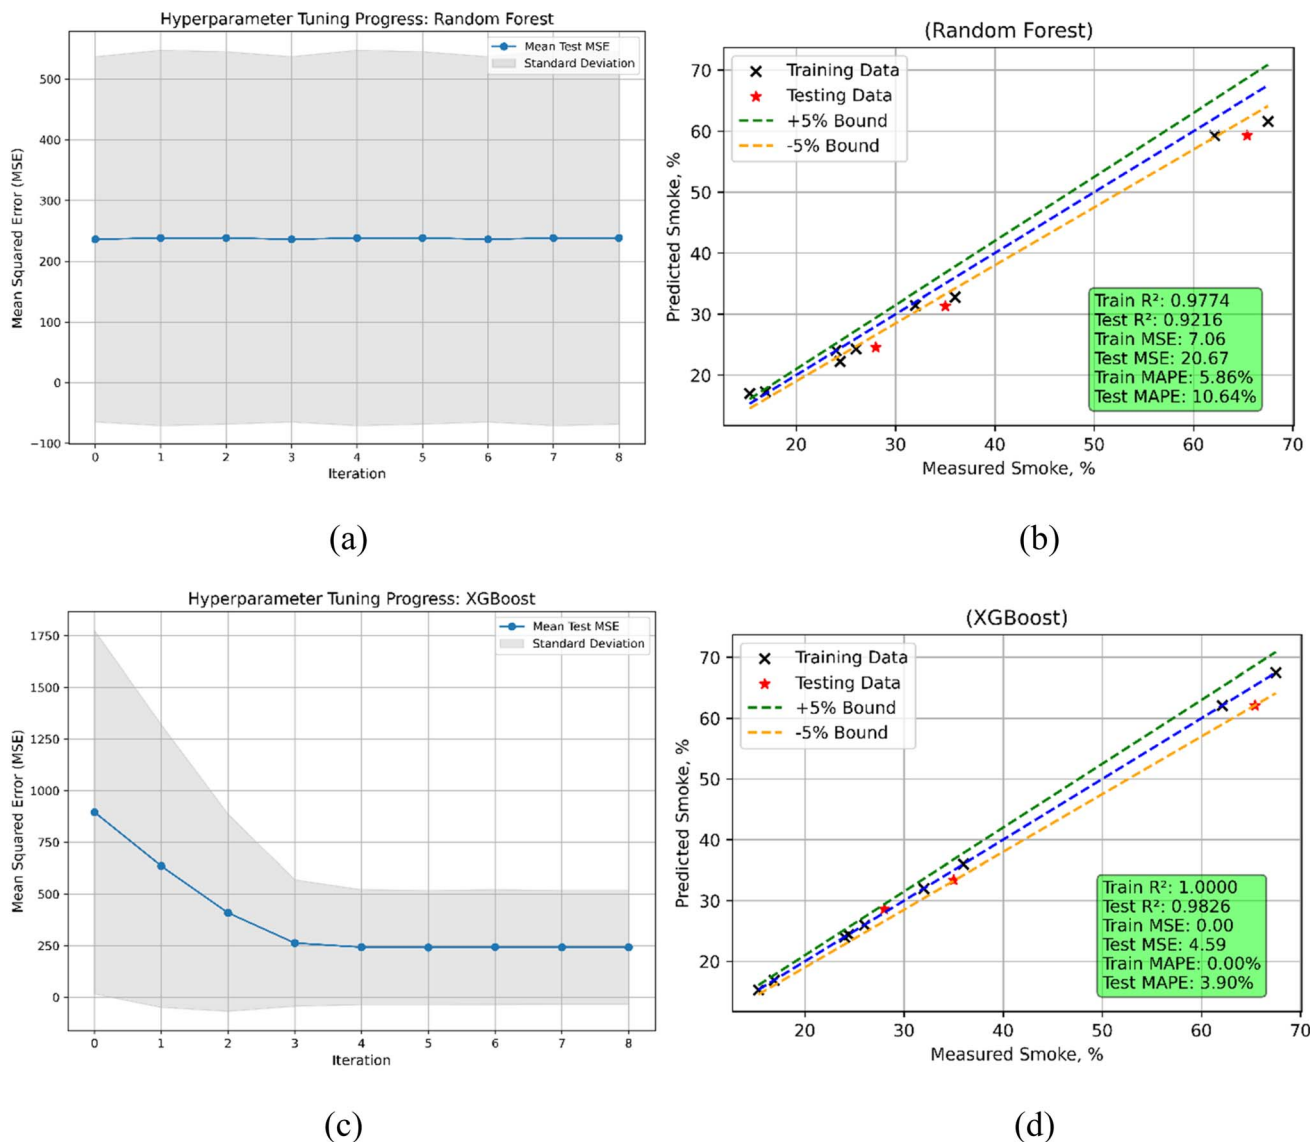 Hyperparameter Tuning Progress: Random Forest
Mean Test MSE
Standard Deviation
Mean Squared Error (MSE)
500
400
300
200
100
0
−100
0 1 2 3 4 5 6 7 8
Iteration
(a)
(Random Forest)
Training Data
Testing Data
+5% Bound
-5% Bound
Predicted Smoke, %
70
60
50
40
30
20
Train R²: 0.9774
Test R²: 0.9216
Train MSE: 7.06
Test MSE: 20.67
Train MAPE: 5.86%
Test MAPE: 10.64%
20 30 40 50 60 70
Measured Smoke, %
(b)
Hyperparameter Tuning Progress: XGBoost
Mean Test MSE
Standard Deviation
Mean Squared Error (MSE)
1750
1500
1250
1000
750
500
250
0
0 1 2 3 4 5 6 7 8
Iteration
(c)
(XGBoost)
Training Data
Testing Data
+5% Bound
-5% Bound
Predicted Smoke, %
70
60
50
40
30
20
Train R²: 1.0000
Test R²: 0.9826
Train MSE: 0.00
Test MSE: 4.59
Train MAPE: 0.00%
Test MAPE: 3.90%
20 30 40 50 60 70
Measured Smoke, %
(d)